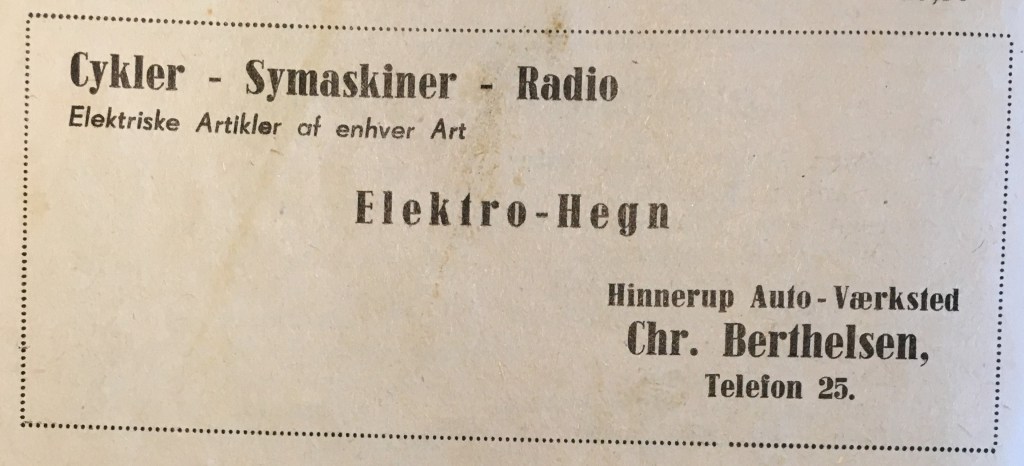 Cykler - Symaskiner - Radio
Elektriske Artikler af enhver Art
Elektro-Hegn
Hinnerup Auto-Værksted
Chr. Berthelsen,
Telefon 25.